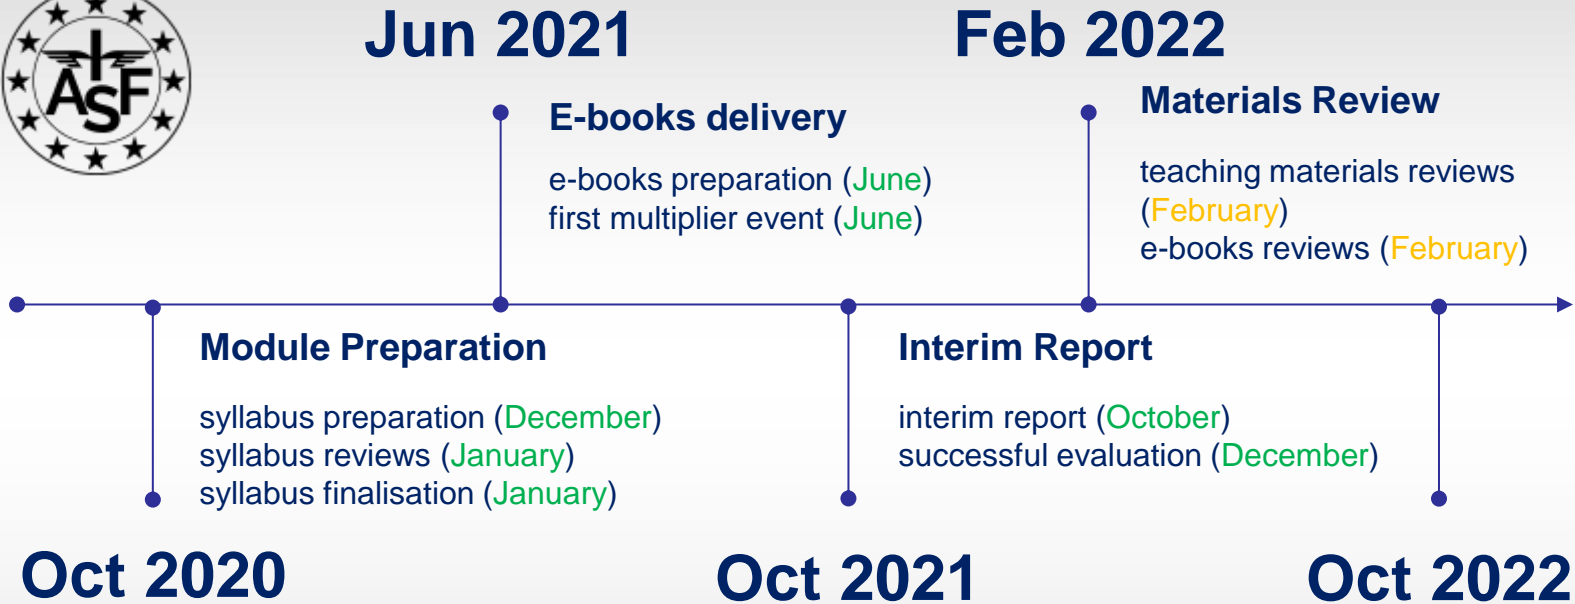 IASF
Jun 2021
Feb 2022
E-books delivery
e-books preparation (June)
first multiplier event (June)
Materials Review
teaching materials reviews
(February)
e-books reviews (February)
Module Preparation
syllabus preparation (December)
syllabus reviews (January)
syllabus finalisation (January)
Interim Report
interim report (October)
successful evaluation (December)
Oct 2020
Oct 2021
Oct 2022